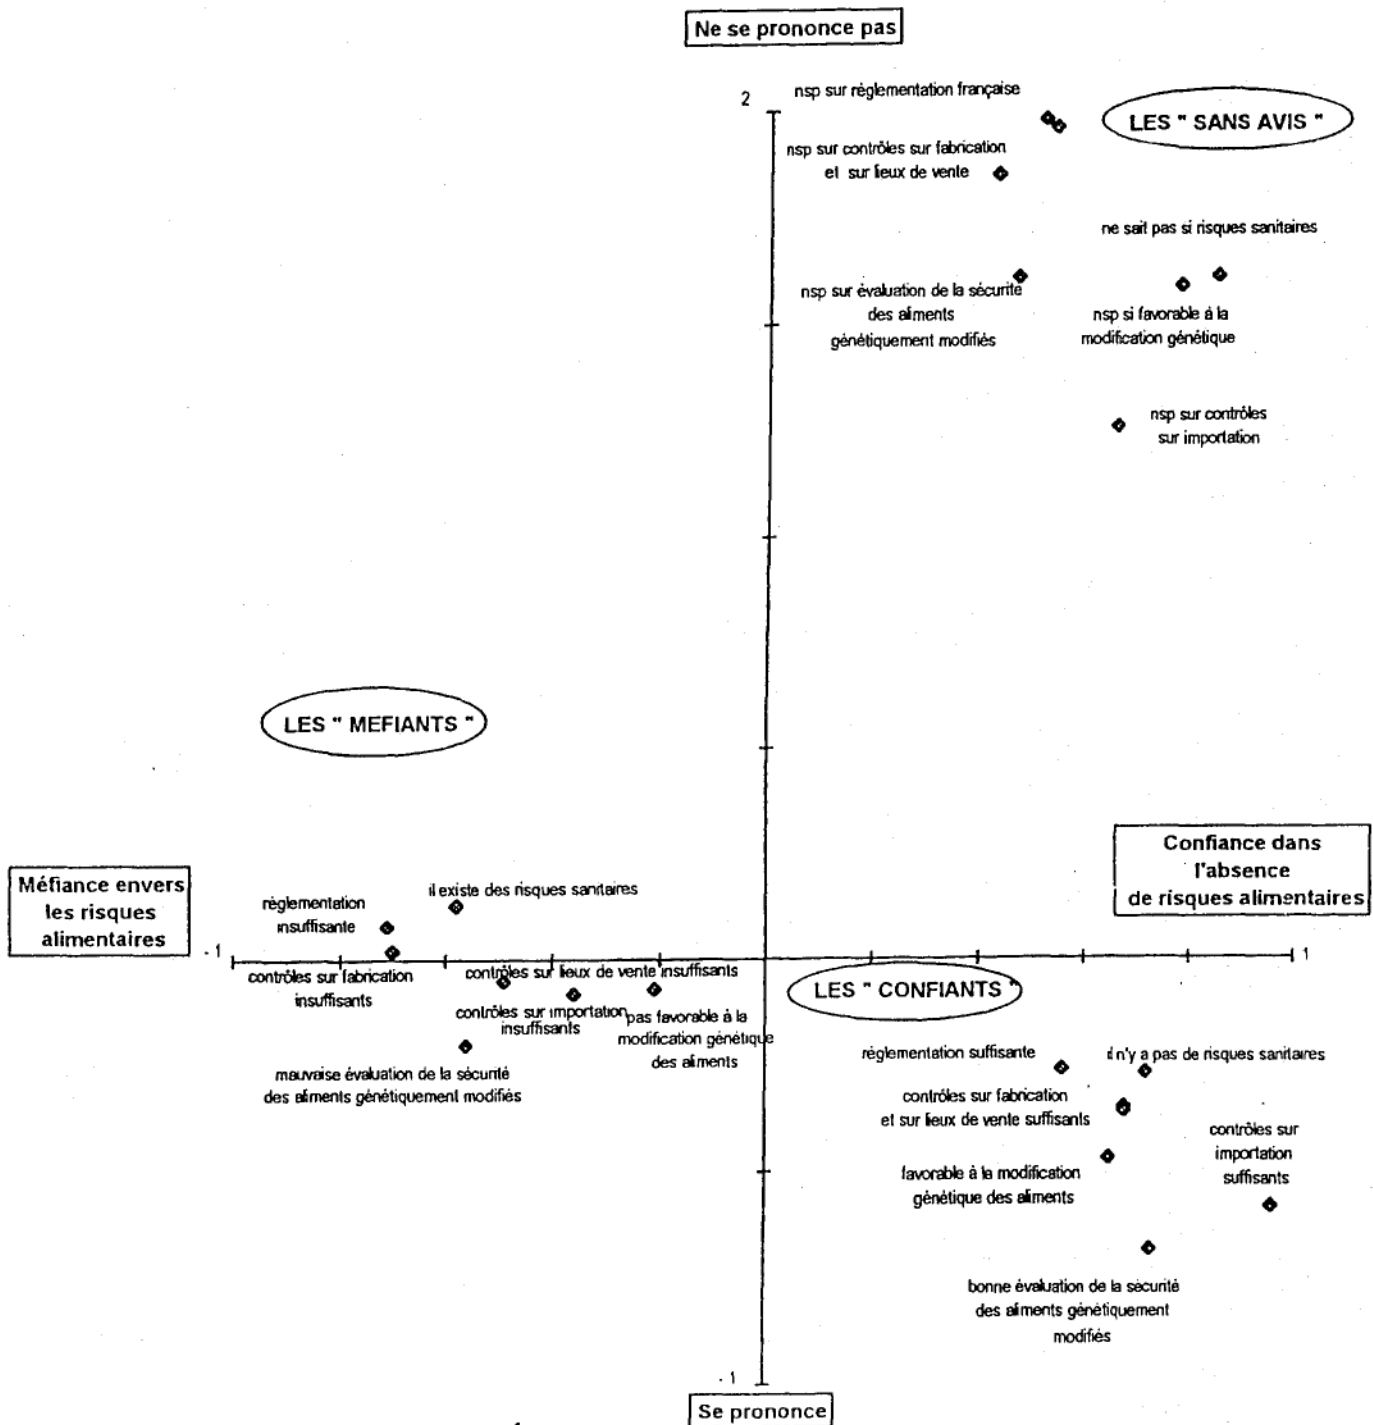 Ne se prononce pas
2
nsp sur règlementation française
LES " SANS AVIS "
nsp sur contrôles sur fabrication
et sur lieux de vente
ne sait pas si risques sanitaires
nsp sur évaluation de la sécurité
des aliments
génétiquement modifiés
nsp si favorable à la
modification génétique
nsp sur contrôles
sur importation
LES " MEFIANTS "
Confiance dans
l'absence
de risques alimentaires
Méfiance envers
les risques
alimentaires
il existe des risques sanitaires
règlementation
insuffisante
- 1
1
contrôles sur fabrication
insuffisants
contrôles sur lieux de vente insuffisants
LES " CONFIANTS "
contrôles sur importation
insuffisants
pas favorable à la
modification génétique
des aliments
mauvaise évaluation de la sécurité
des aliments génétiquement modifiés
règlementation suffisante
il n'y a pas de risques sanitaires
contrôles sur fabrication
et sur lieux de vente suffisants
contrôles sur
importation
suffisants
favorable à la modification
génétique des aliments
bonne évaluation de la sécurité
des aliments génétiquement
modifiés
- 1
Se prononce